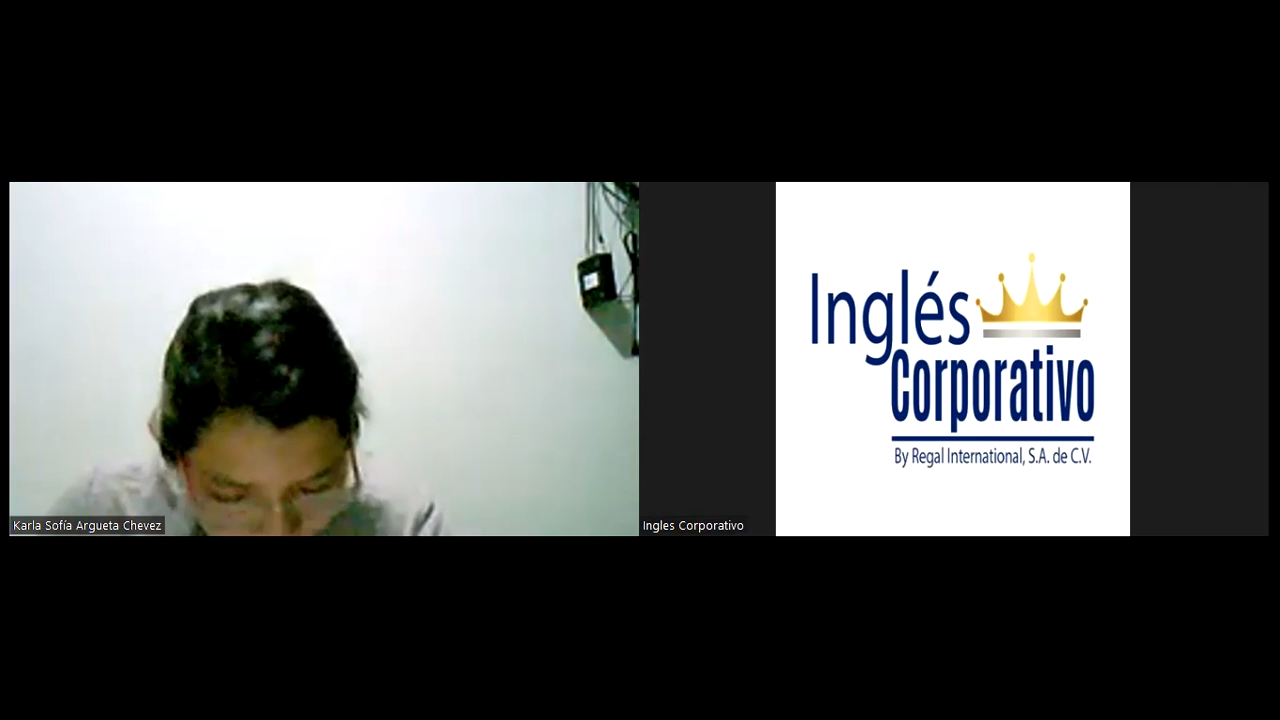 Inglés
Corporativo
By Regal International, S.A. de C.V.
Karla Sofía Argueta Chevez
Ingles Corporativo